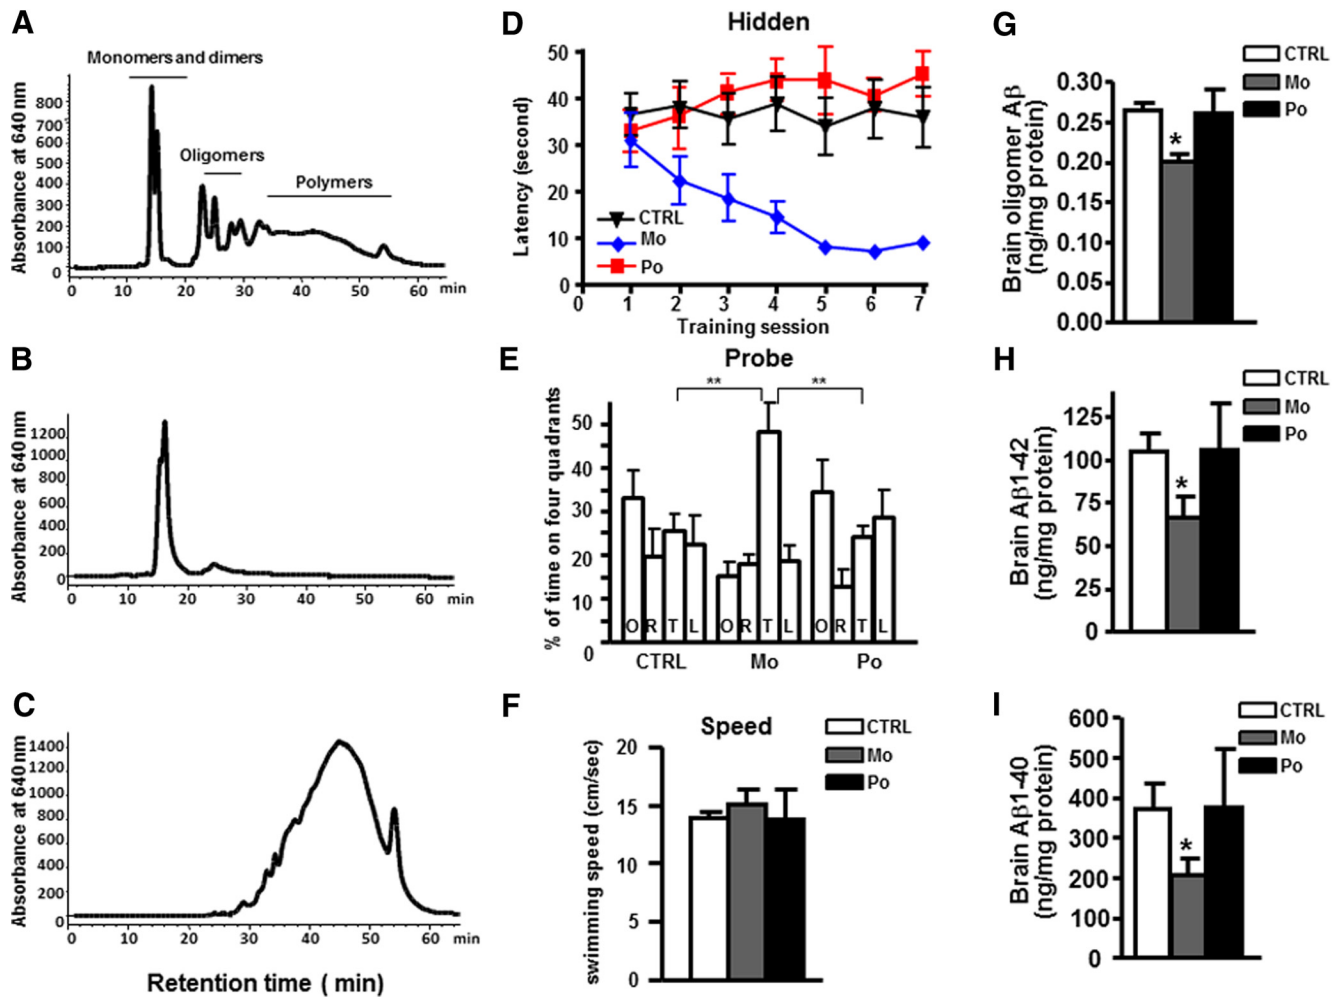 A
Monomers and dimers
Oligomers
Polymers
Absorbance at 640nm
800
700
600
500
400
300
200
100
0
0 10 20 30 40 50 60 min
B
Absorbance at 640nm
1200
1000
800
600
400
200
0
0 10 20 30 40 50 60 min
C
Absorbance at 640nm
1400
1200
1000
800
600
400
200
0
0 10 20 30 40 50 60 min
Retention time ( min)
D
Hidden
Latency (second)
50
40
30
20
10
0
CTRL
Mo
Po
0 1 2 3 4 5 6 7
Training session
E
Probe
% of time on four quadrants
50
40
30
20
10
0
** **
O R T L O R T L O R T L
CTRL Mo Po
F
Speed
CTRL
Mo
Po
swimming speed (cm/sec)
20
15
10
5
0
G
CTRL
Mo
Po
Brain oligomer Aβ
(ng/mg protein)
0.30
0.25
0.20
0.15
0.10
0.05
0.00
*
H
CTRL
Mo
Po
Brain Aβ1-42
(ng/mg protein)
125
100
75
50
25
0
*
I
CTRL
Mo
Po
Brain Aβ1-40
(ng/mg protein)
600
500
400
300
200
100
0
*